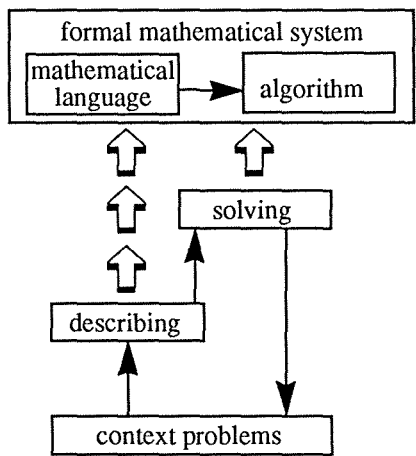 formal mathematical system
mathematical
language
algorithm
solving
describing
context problems